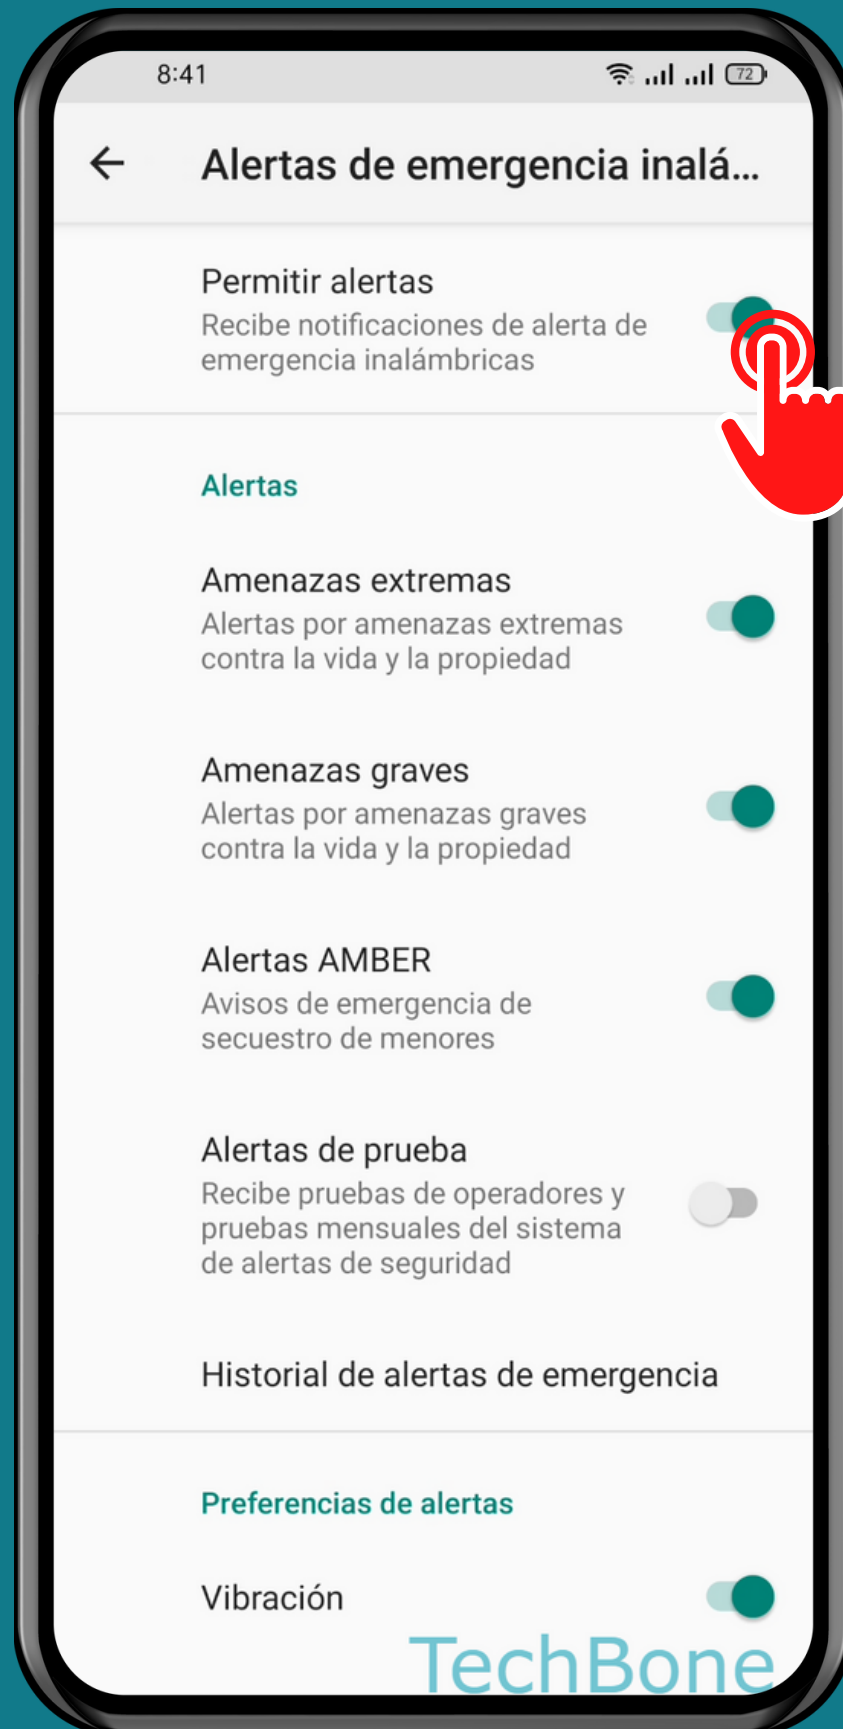 8:41
72
Alertas de emergencia inalá...
Permitir alertas
Recibe notificaciones de alerta de
emergencia inalámbricas
Alertas
Amenazas extremas
Alertas por amenazas extremas
contra la vida y la propiedad
Amenazas graves
Alertas por amenazas graves
contra la vida y la propiedad
Alertas AMBER
Avisos de emergencia de
secuestro de menores
Alertas de prueba
Recibe pruebas de operadores y
pruebas mensuales del sistema
de alertas de seguridad
Historial de alertas de emergencia
Preferencias de alertas
Vibración
TechBone